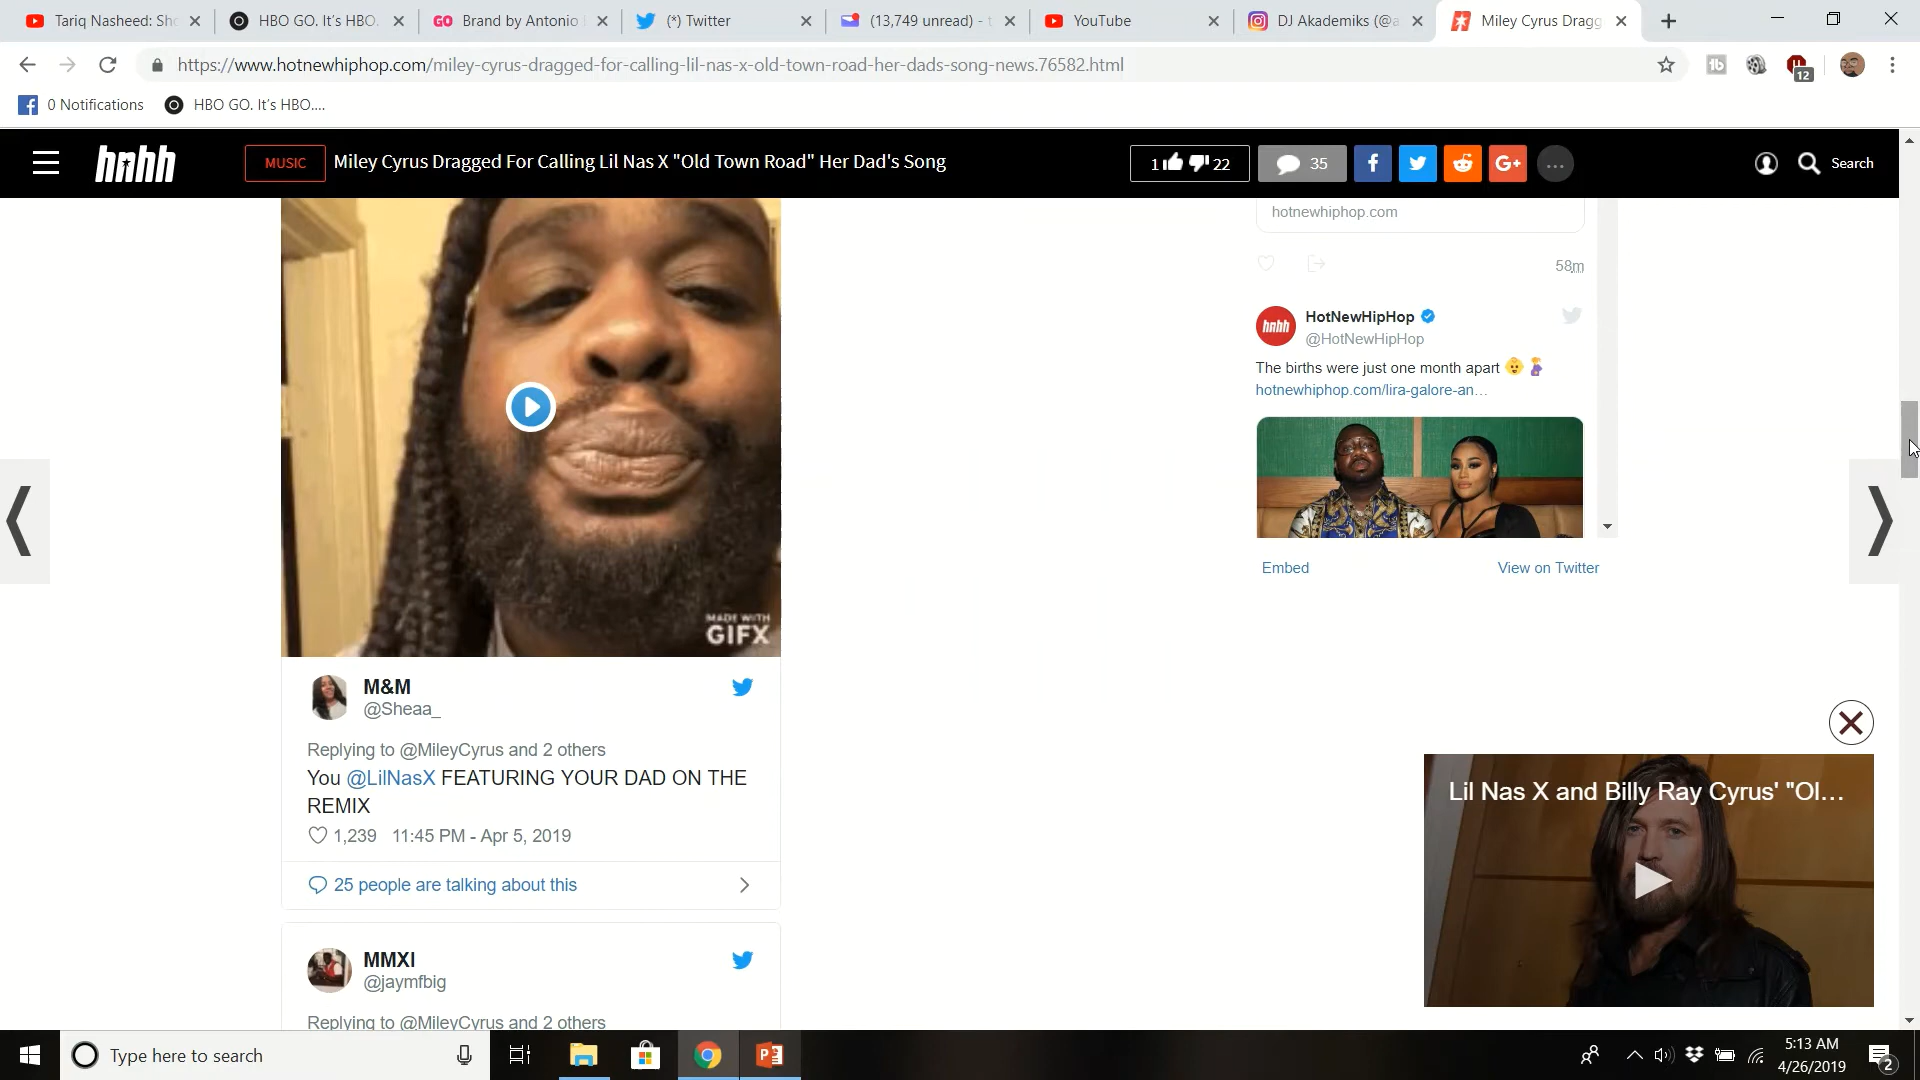 Tariq Nasheed: Sho
HBO GO. It's HBO.
GO Brand by Antonio
(*) Twitter
(13,749 unread) - t
YouTube
DJ Akademiks (@a
Miley Cyrus Dragg
https://www.hotnewhiphop.com/miley-cyrus-dragged-for-calling-lil-nas-x-old-town-road-her-dads-song-news.76582.html
12
0 Notifications
HBO GO. It's HBO....
hnhh
MUSIC
Miley Cyrus Dragged For Calling Lil Nas X "Old Town Road" Her Dad's Song
1
22
35
G+
Search
MADE WITH
GIFX
M&M
@Sheaa_
Replying to @MileyCyrus and 2 others
You @LilNasX FEATURING YOUR DAD ON THE
REMIX
1,239 11:45 PM - Apr 5, 2019
25 people are talking about this
MMXI
@jaymfbig
Replying to @MileyCyrus and 2 others
hotnewhiphop.com
58m
hnhh
HotNewHipHop
@HotNewHipHop
The births were just one month apart
hotnewhiphop.com/lira-galore-an…
Embed
View on Twitter
Lil Nas X and Billy Ray Cyrus' "Ol...
Type here to search
5:13 AM
4/26/2019
2